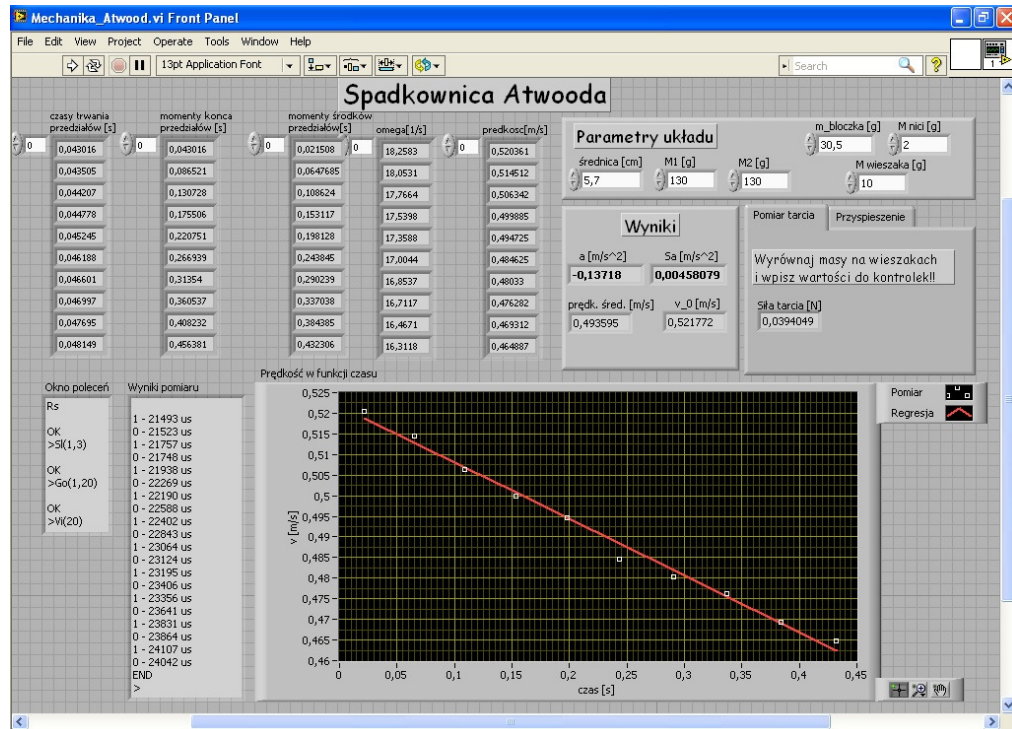 Mechanika_Atwood.vi Front Panel
File Edit View Project Operate Tools Window Help
13pt Application Font
Search
1
Spadkownica Atwooda
czasy trwania
przedziałów [s]
0
0,043016
0,043505
0,044207
0,044778
0,045245
0,046188
0,046601
0,046997
0,047695
0,048149
momenty konca
przedziałów [s]
0
0,043016
0,086521
0,130728
0,175506
0,220751
0,266939
0,31354
0,360537
0,408232
0,456381
momenty środków
przedziałów[s]
0
0,021508
0,0647685
0,108624
0,153117
0,198128
0,243845
0,290239
0,337038
0,384385
0,432306
omega[1/s]
0
18,2583
18,0531
17,7664
17,5398
17,3588
17,0044
16,8537
16,7117
16,4671
16,3118
predkosc[m/s]
0
0,520361
0,514512
0,506342
0,499885
0,494725
0,484625
0,48033
0,476282
0,469312
0,464887
Parametry układu
m_bloczka [g]
30,5
M nici [g]
2
średnica [cm]
5,7
M1 [g]
130
M2 [g]
130
M wieszaka [g]
10
Wyniki
a [m/s^2]
-0,13718
Sa [m/s^2]
0,00458079
prędk. śred. [m/s]
0,493595
v_0 [m/s]
0,521772
Pomiar tarcia
Przyspieszenie
Wyrównaj masy na wieszakach
i wpisz wartości do kontrolek!!
Siła tarcia [N]
0,0394049
Okno poleceń
Rs
OK
>Sl(1,3)
OK
>Go(1,20)
OK
>Vi(20)
Wyniki pomiaru
1 - 21493 us
0 - 21523 us
1 - 21757 us
0 - 21748 us
1 - 21938 us
0 - 22269 us
1 - 22190 us
0 - 22588 us
1 - 22402 us
0 - 22843 us
1 - 23064 us
0 - 23124 us
1 - 23195 us
0 - 23406 us
1 - 23356 us
0 - 23641 us
1 - 23831 us
0 - 23864 us
1 - 24107 us
0 - 24042 us
END
>
Prędkość w funkcji czasu
v [m/s]
0,525
0,52
0,515
0,51
0,505
0,5
0,495
0,49
0,485
0,48
0,475
0,47
0,465
0,46
0
0,05
0,1
0,15
0,2
0,25
0,3
0,35
0,4
0,45
czas [s]
Pomiar
Regresja